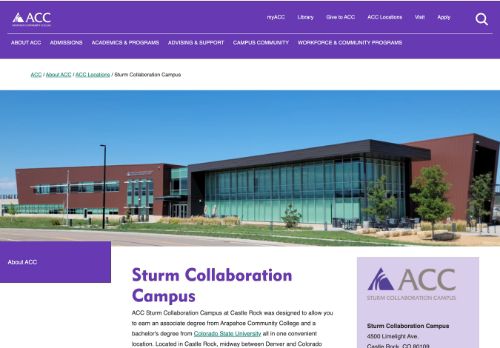 ACC
ARAPAHOE COMMUNITY COLLEGE
myACC Library Give to ACC ACC Locations Visit Apply
ABOUT ACC ADMISSIONS ACADEMICS & PROGRAMS ADVISING & SUPPORT CAMPUS COMMUNITY WORKFORCE & COMMUNITY PROGRAMS
ACC / About ACC / ACC Locations / Sturm Collaboration Campus
About ACC
Sturm Collaboration
Campus
ACC Sturm Collaboration Campus at Castle Rock was designed to allow you
to earn an associate degree from Arapahoe Community College and a
bachelor's degree from Colorado State University all in one convenient
location. Located in Castle Rock, midway between Denver and Colorado
ACC
STURM COLLABORATION CAMPUS
Sturm Collaboration Campus
4500 Limelight Ave.
Castle Rock, CO 80109